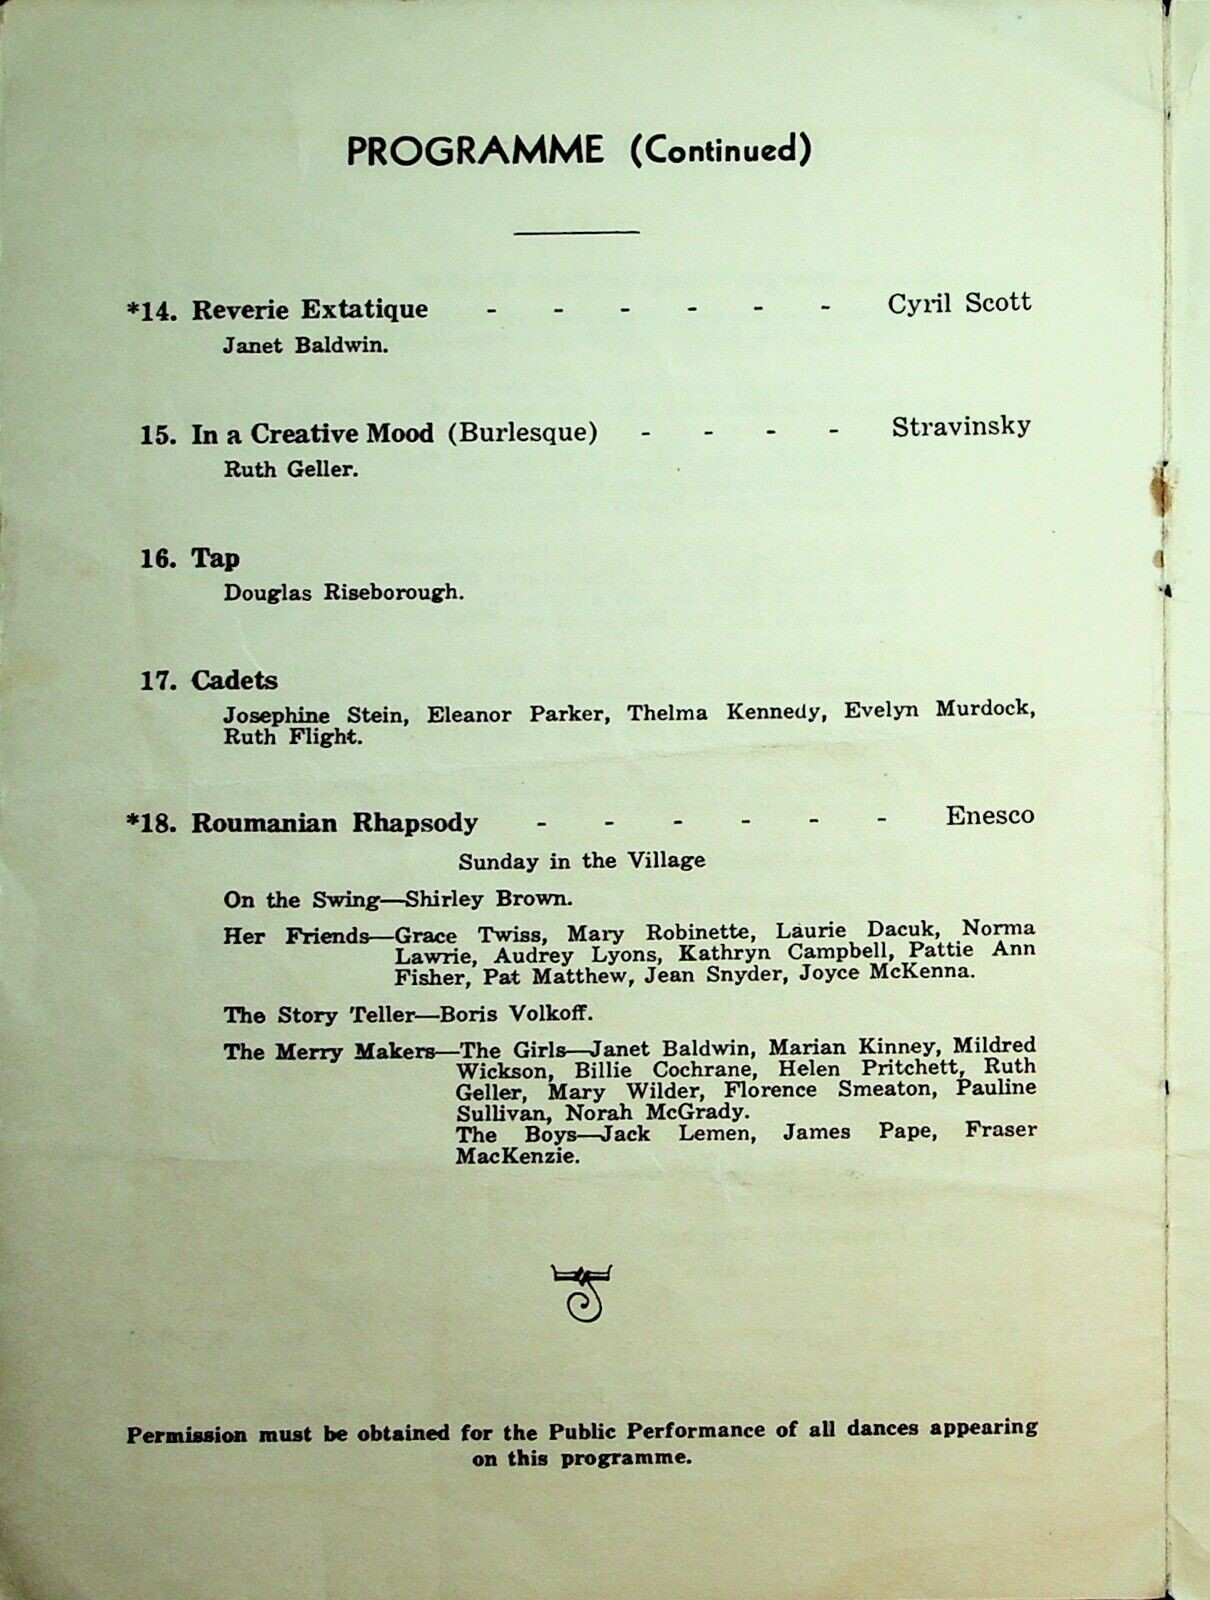 PROGRAMME (Continued)
*14. Reverie Extatique - - - - - - Cyril Scott
Janet Baldwin.
15. In a Creative Mood (Burlesque) - - - - Stravinsky
Ruth Geller.
16. Tap
Douglas Riseborough.
17. Cadets
Josephine Stein, Eleanor Parker, Thelma Kennedy, Evelyn Murdock,
Ruth Flight.
*18. Roumanian Rhapsody - - - - - - Enesco
Sunday in the Village
On the Swing—Shirley Brown.
Her Friends—Grace Twiss, Mary Robinette, Laurie Dacuk, Norma
Lawrie, Audrey Lyons, Kathryn Campbell, Pattie Ann
Fisher, Pat Matthew, Jean Snyder, Joyce McKenna.
The Story Teller—Boris Volkoff.
The Merry Makers—The Girls—Janet Baldwin, Marian Kinney, Mildred
Wickson, Billie Cochrane, Helen Pritchett, Ruth
Geller, Mary Wilder, Florence Smeaton, Pauline
Sullivan, Norah McGrady.
The Boys—Jack Lemen, James Pape, Fraser
MacKenzie.
Permission must be obtained for the Public Performance of all dances appearing
on this programme.